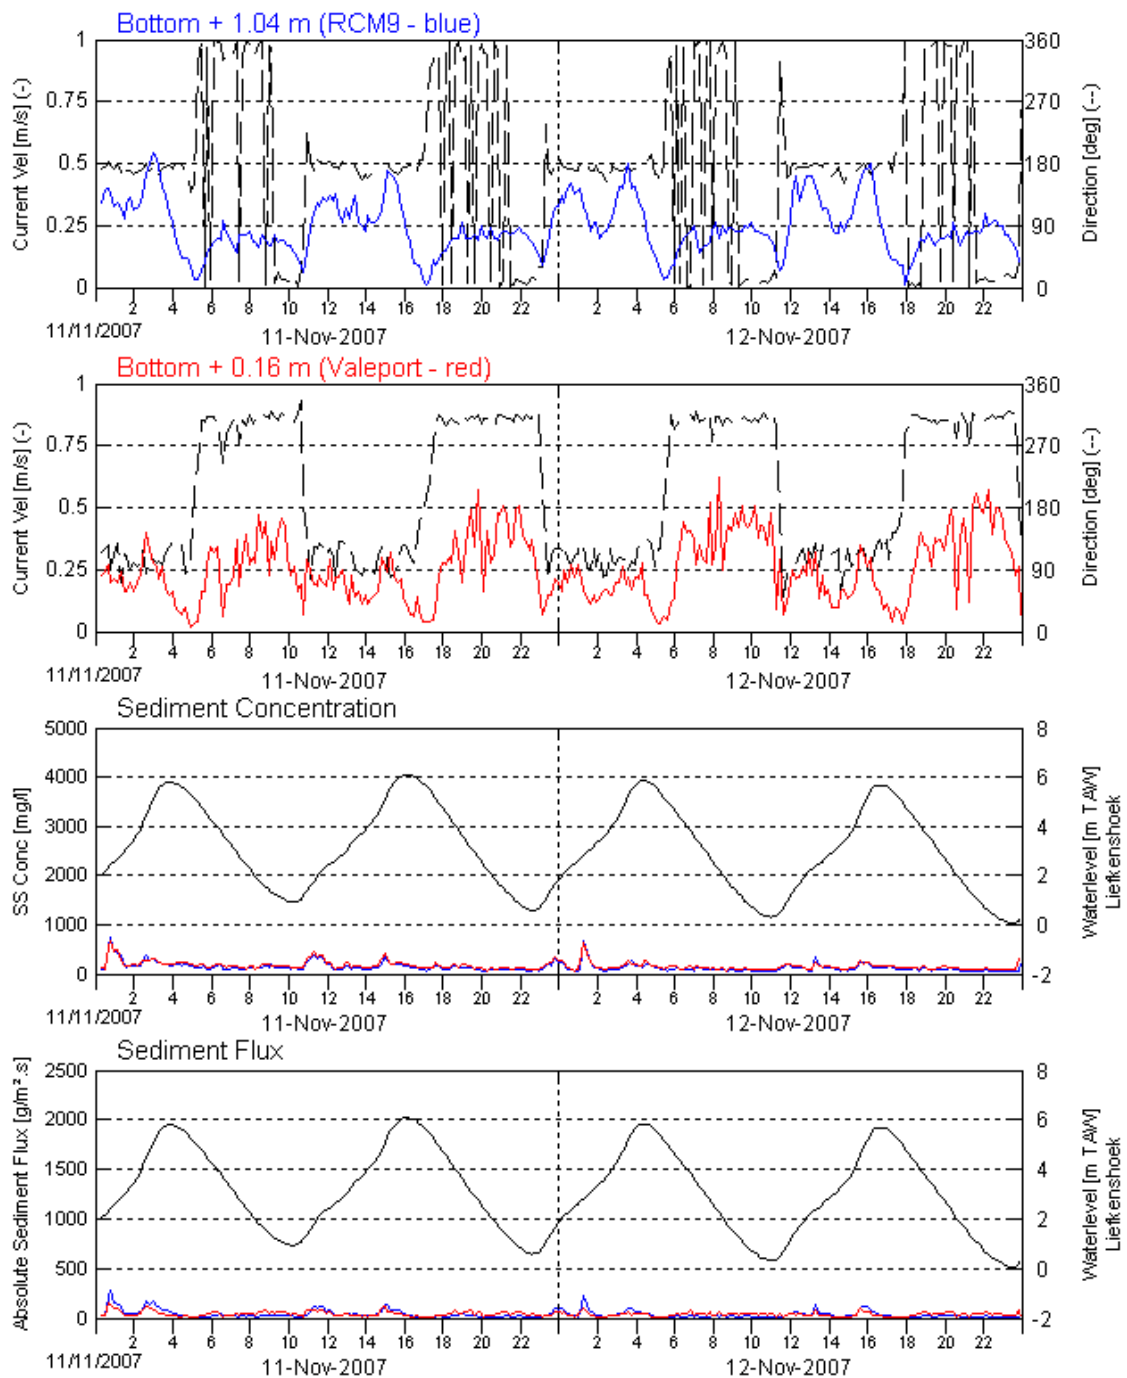 Bottom + 1.04 m (RCM9 - blue)
Current Vel [m/s] (-)
1
0.75
0.5
0.25
0
360
270
180
90
0
Direction [deg] (--)
2 4 6 8 10 12 14 16 18 20 22 2 4 6 8 10 12 14 16 18 20 22
11/11/2007 11-Nov-2007 12-Nov-2007
Bottom + 0.16 m (Valeport - red)
Current Vel [m/s] (-)
1
0.75
0.5
0.25
0
360
270
180
90
0
Direction [deg] (--)
2 4 6 8 10 12 14 16 18 20 22 2 4 6 8 10 12 14 16 18 20 22
11/11/2007 11-Nov-2007 12-Nov-2007
Sediment Concentration
SS Conc [mg/l]
5000
4000
3000
2000
1000
0
8
6
4
2
0
-2
Waterlevel [m TAW]
Liefkenshoek
2 4 6 8 10 12 14 16 18 20 22 2 4 6 8 10 12 14 16 18 20 22
11/11/2007 11-Nov-2007 12-Nov-2007
Sediment Flux
Absolute Sediment Flux [g/m².s]
2500
2000
1500
1000
500
0
8
6
4
2
0
-2
Waterlevel [m TAW]
Liefkenshoek
2 4 6 8 10 12 14 16 18 20 22 2 4 6 8 10 12 14 16 18 20 22
11/11/2007 11-Nov-2007 12-Nov-2007